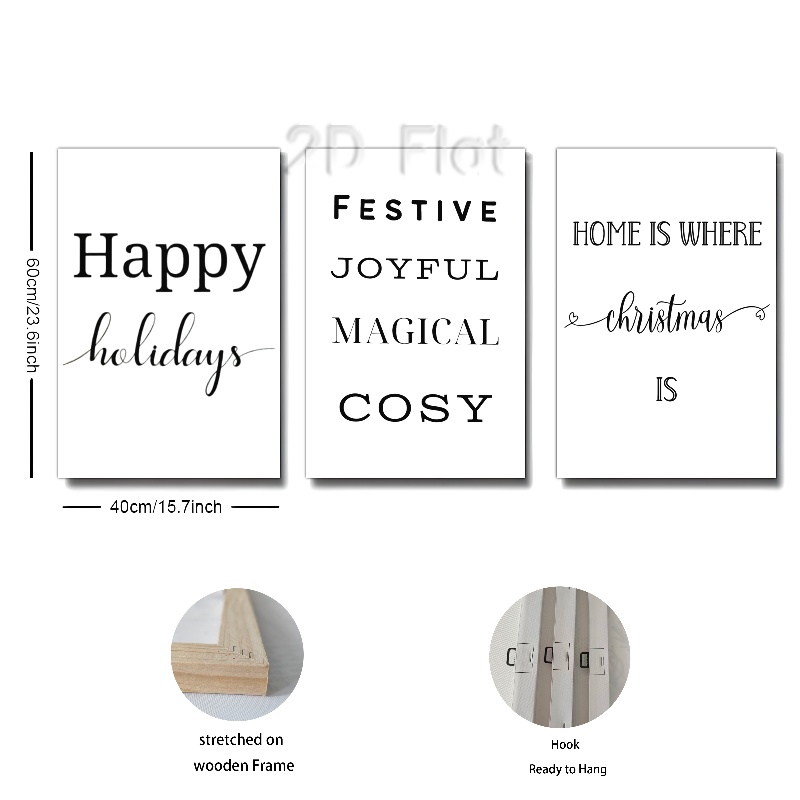 2D Flat
Happy
holidays
FESTIVE
JOYFUL
MAGICAL
COSY
HOME IS WHERE
christmas
IS
60cm/23.6inch
40cm/15.7inch
stretched on
wooden Frame
Hook
Ready to Hang